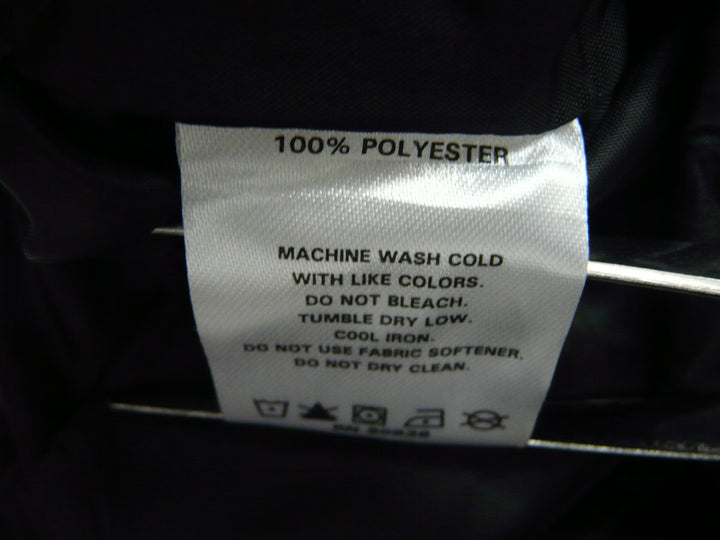 100% POLYESTER
MACHINE WASH COLD
WITH LIKE COLORS.
DO NOT BLEACH.
TUMBLE DRY LOW.
COOL IRON.
DO NOT USE FABRIC SOFTENER.
DO NOT DRY CLEAN.